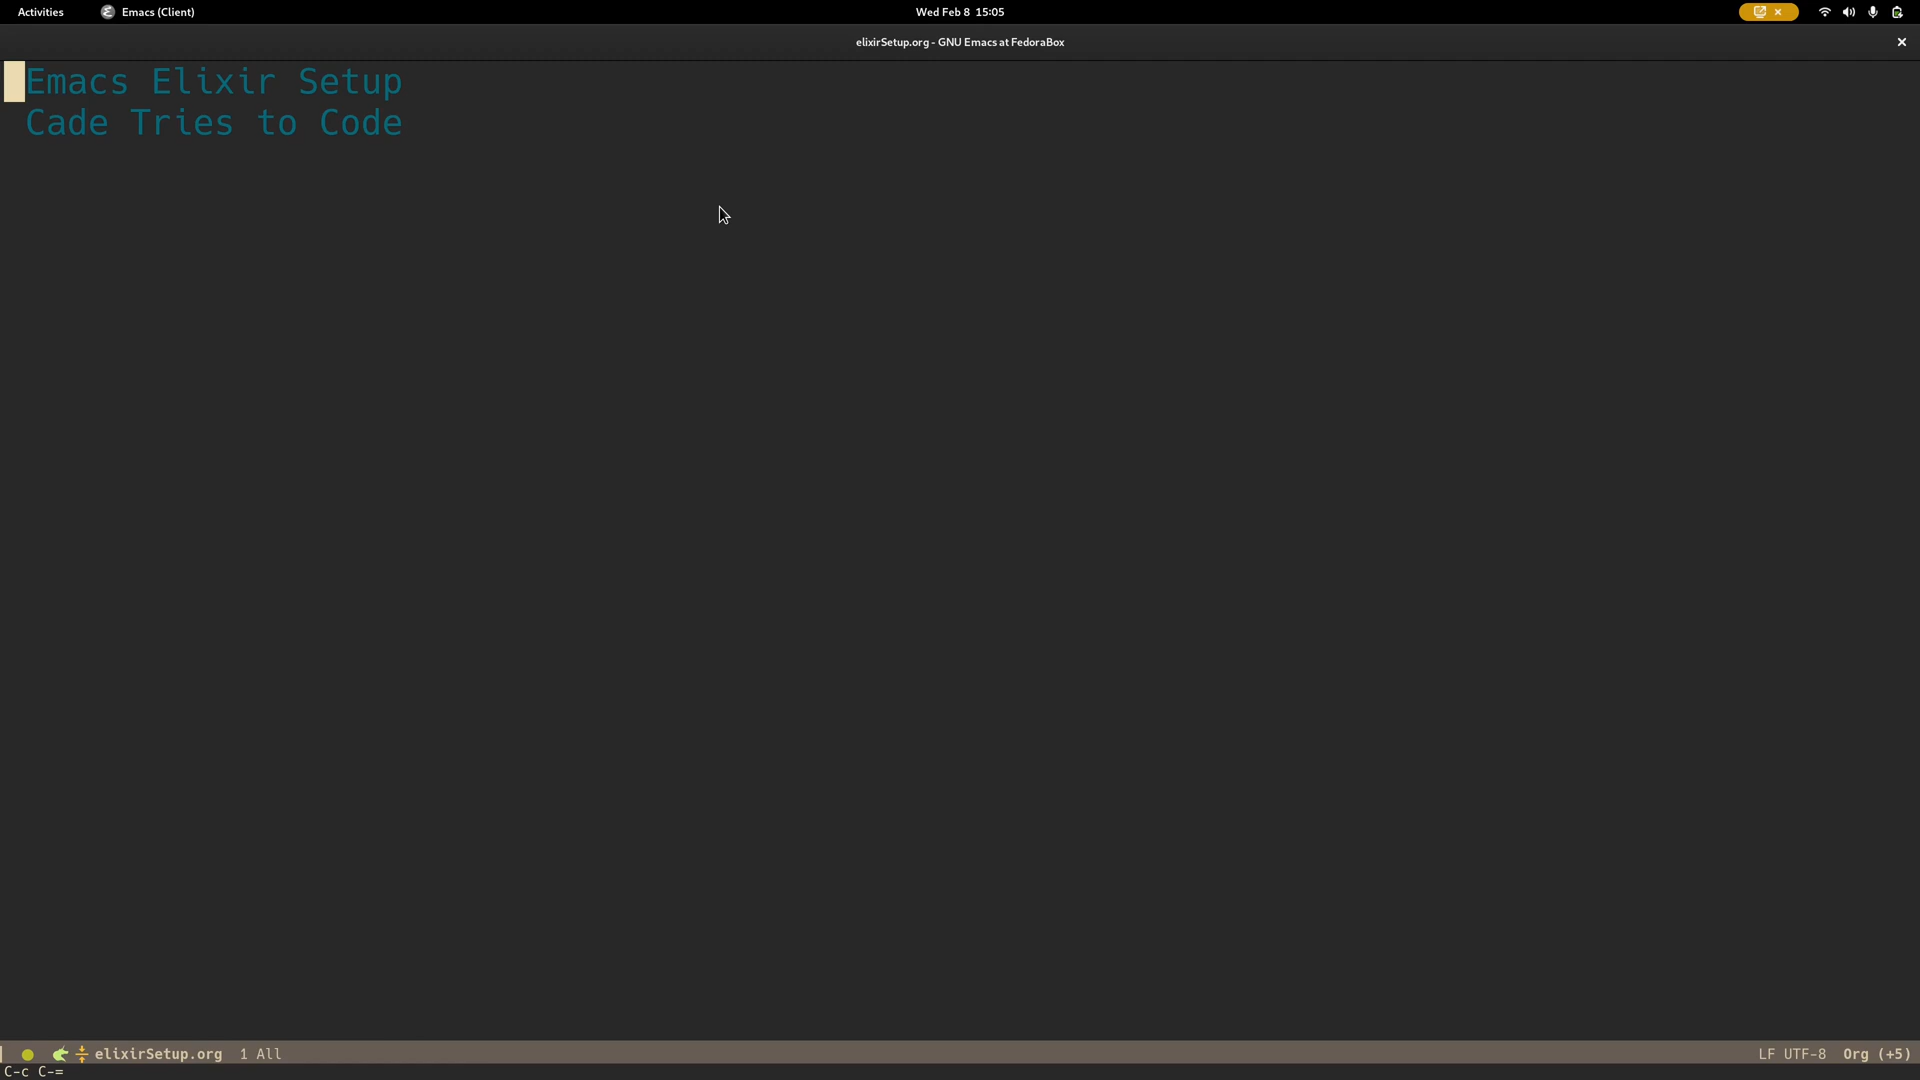 Activities Emacs (Client) Wed Feb 8 15:05
elixirSetup.org - GNU Emacs at FedoraBox
Emacs Elixir Setup
Cade Tries to Code
elixirSetup.org 1 All LF UTF-8 Org (+5)
C-c C-=